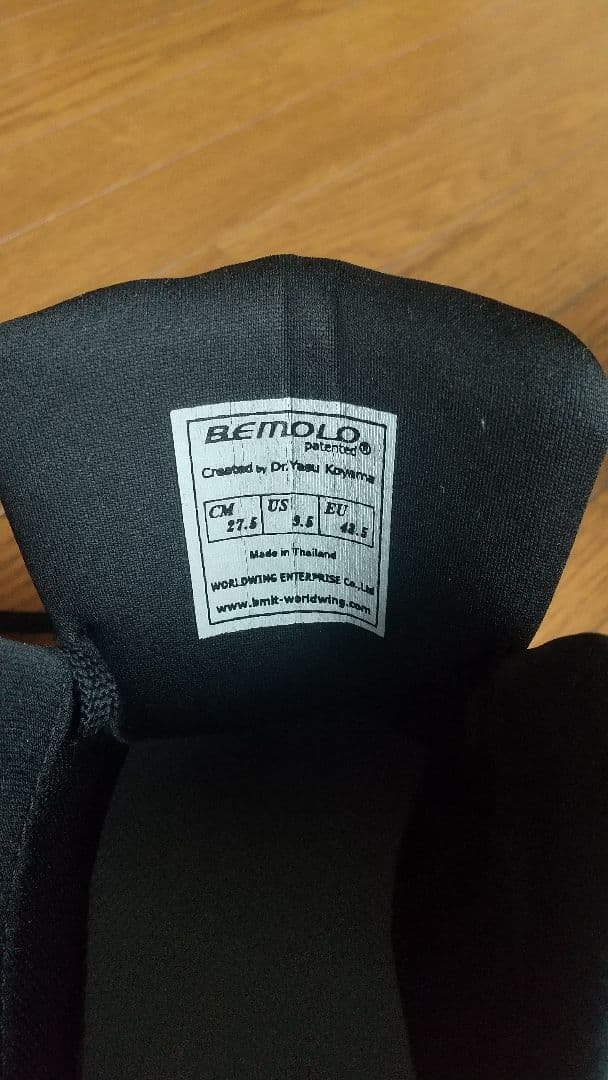 BeMOLO
patented®
Created by Dr.Yasu Koyama
CM 27.5 US 9.5 EU 42.5
Made in Thailand
WORLDWING ENTERPRISE Co.,Ltd
www.bmlt-worldwing.com